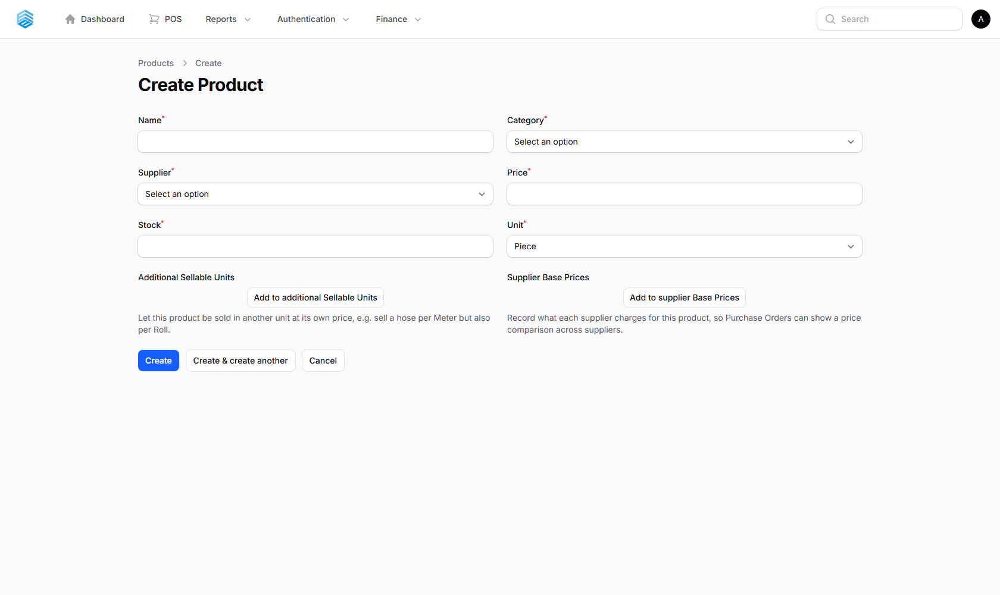 Dashboard
POS
Reports
Authentication
Finance
Search
A
Products
Create
Create Product
Name*
Category*
Select an option
Supplier*
Price*
Select an option
Stock*
Unit*
Piece
Additional Sellable Units
Supplier Base Prices
Add to additional Sellable Units
Add to supplier Base Prices
Let this product be sold in another unit at its own price, e.g. sell a hose per Meter but also
per Roll.
Record what each supplier charges for this product, so Purchase Orders can show a price
comparison across suppliers.
Create
Create & create another
Cancel